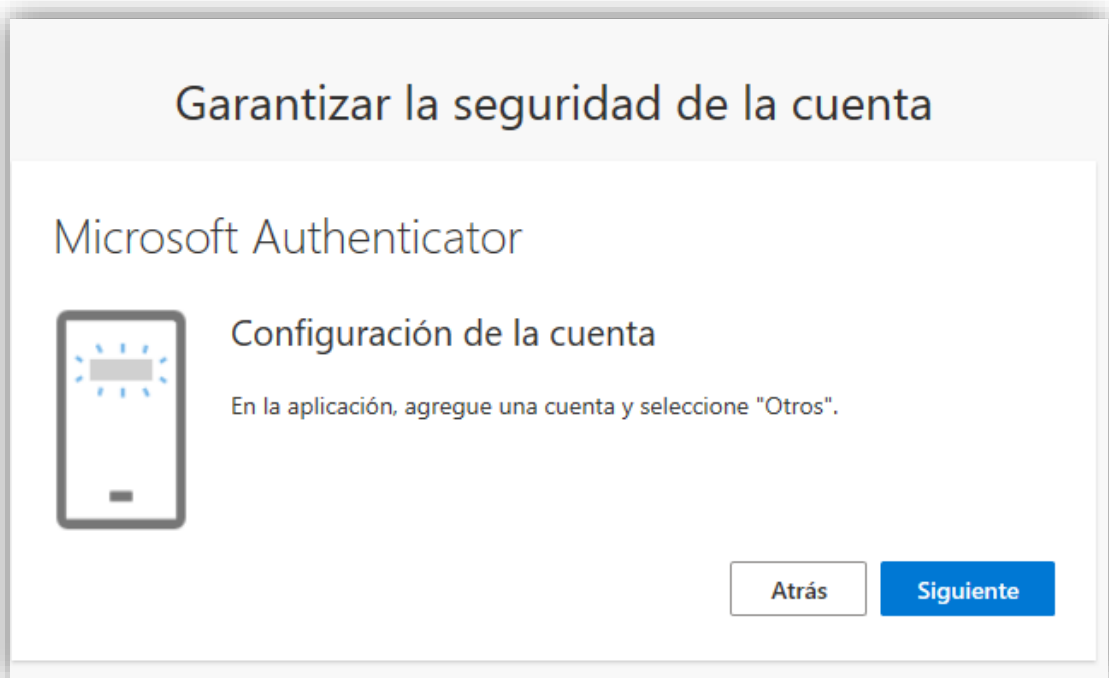 Garantizar la seguridad de la cuenta
Microsoft Authenticator
Configuración de la cuenta
En la aplicación, agregue una cuenta y seleccione "Otros".
Atrás
Siguiente